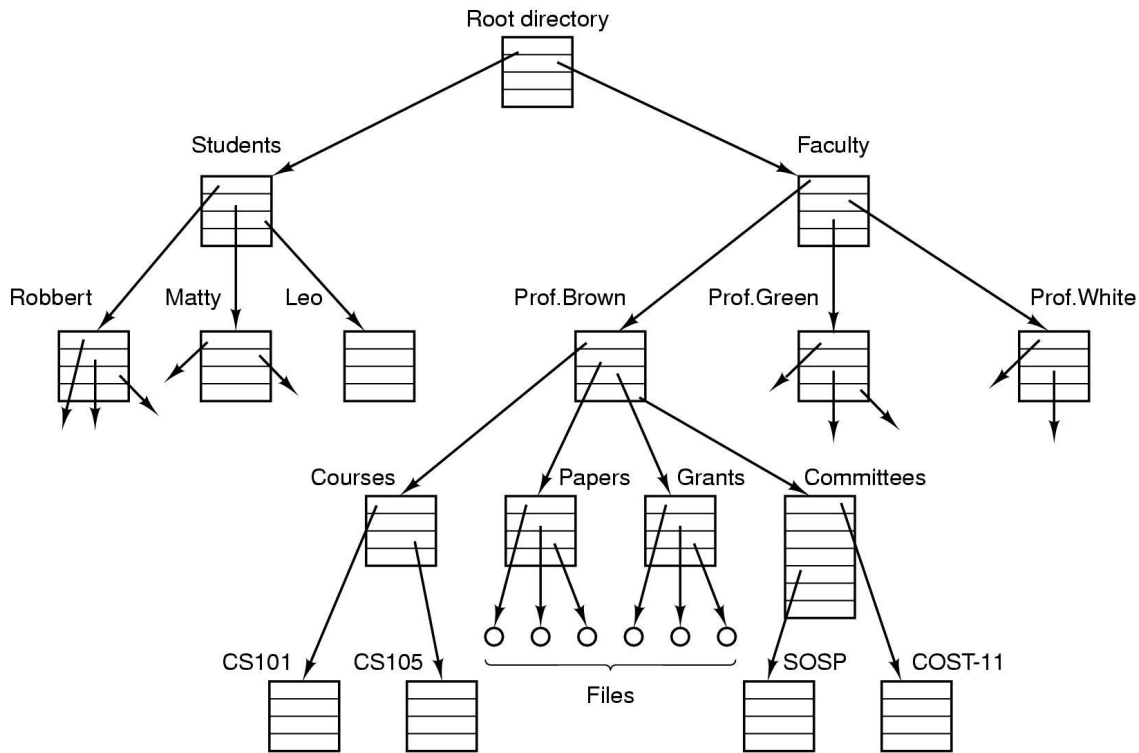 Root directory
Students
Faculty
Robbert
Matty
Leo
Prof.Brown
Prof.Green
Prof.White
Courses
Papers
Grants
Committees
CS101
CS105
Files
SOSP
COST-11